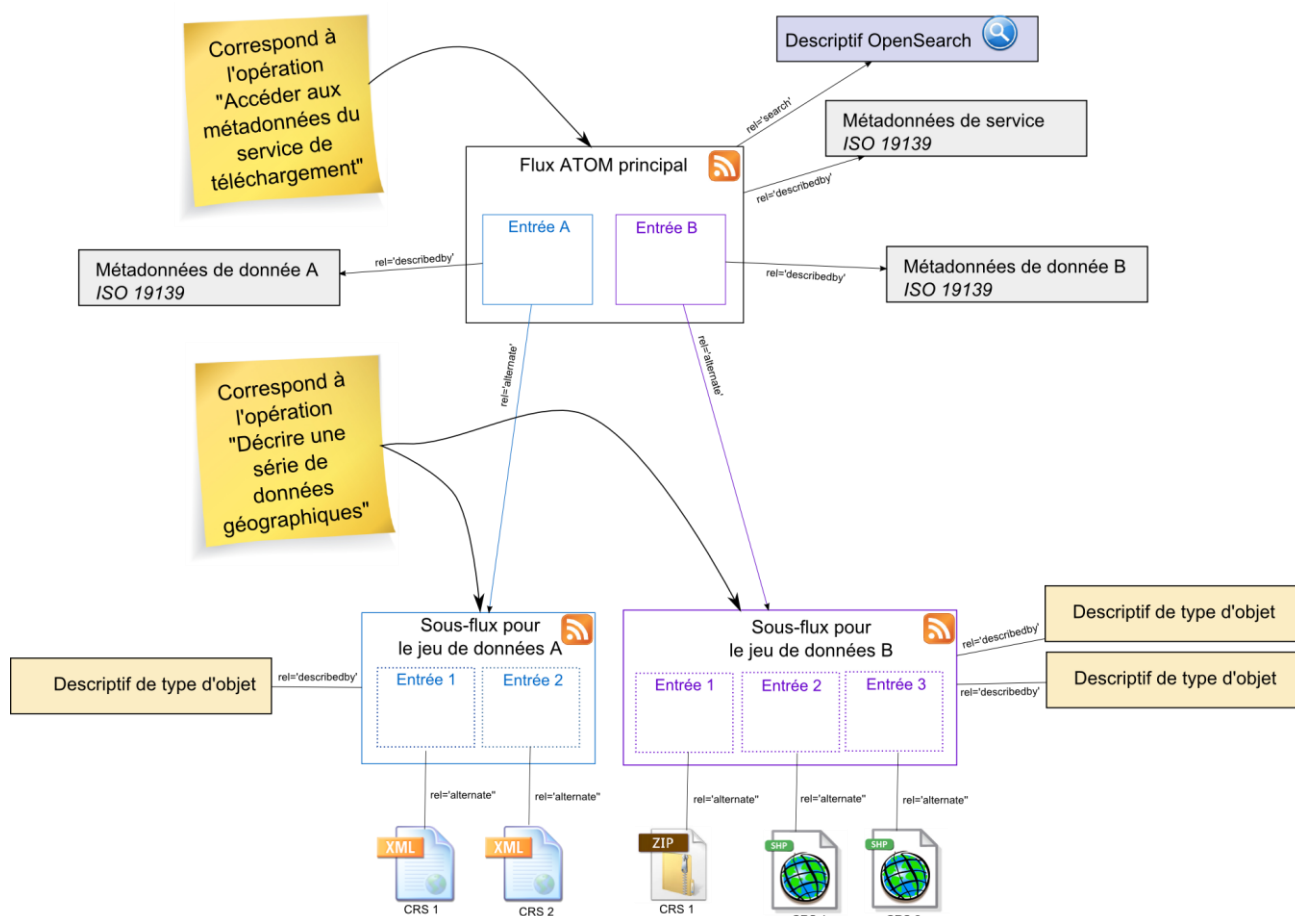 Correspond à
l'opération
"Accéder aux
métadonnées du
service de
téléchargement"
Descriptif OpenSearch
rel='search'
Métadonnées de service
ISO 19139
rel='describedby'
Flux ATOM principal
Entrée A
Entrée B
rel='describedby'
Métadonnées de donnée A
ISO 19139
rel='describedby'
Métadonnées de donnée B
ISO 19139
rel='alternate'
rel='alternate'
Correspond à
l'opération
"Décrire une
série de
données
géographiques"
Sous-flux pour
le jeu de données A
Entrée 1
Entrée 2
Sous-flux pour
le jeu de données B
Entrée 1
Entrée 2
Entrée 3
Descriptif de type d'objet
rel='describedby'
rel='describedby'
Descriptif de type d'objet
rel='describedby'
Descriptif de type d'objet
rel='alternate"
rel='alternate"
rel='alternate"
rel='alternate"
rel='alternate"
XML
XML
ZIP
SHP
SHP
CRS 1
CRS 2
CRS 1